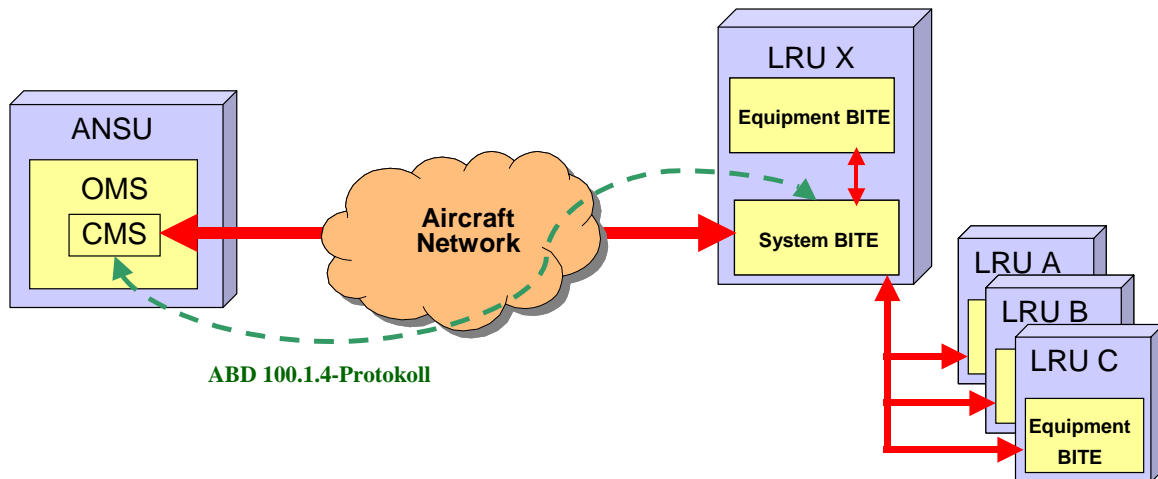 ANSU
OMS
CMS
Aircraft
Network
ABD 100.1.4-Protokoll
LRU X
Equipment BITE
System BITE
LRU A
LRU B
LRU C
Equipment
BITE